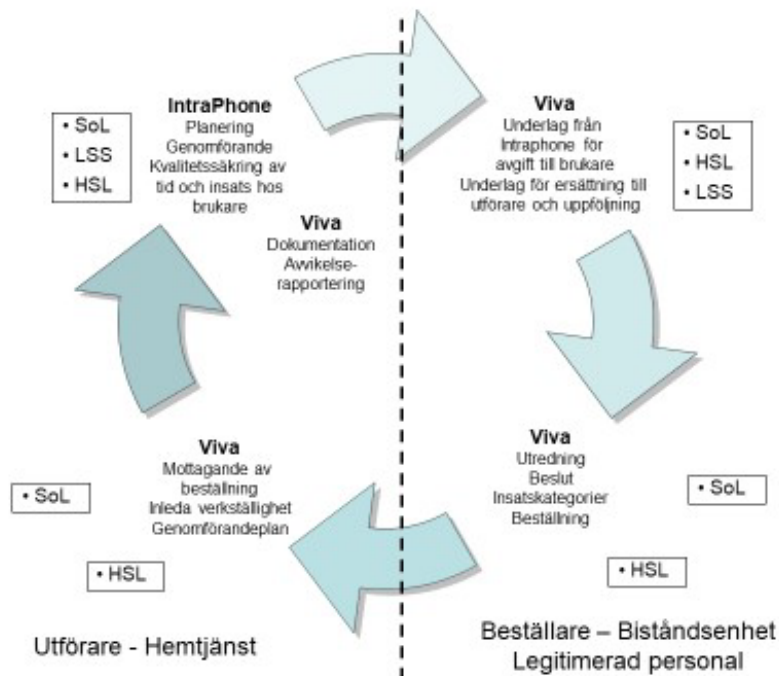 IntraPhone
Planering
Genomförande
Kvalitetssäkring av
tid och insats hos
brukare
• SoL
• LSS
• HSL
Viva
Dokumentation
Avvikelse-
rapportering
Viva
Underlag från
Intraphone för
avgift till brukare
Underlag för ersättning till
utförare och uppföljning
• SoL
• HSL
• LSS
Viva
Utredning
Beslut
Insatskategorier
Beställning
• SoL
• HSL
Viva
Mottagande av
beställning
Inleda verkställighet
Genomförandeplan
• SoL
• HSL
Utförare - Hemtjänst
Beställare – Biståndsenhet
Legitimerad personal